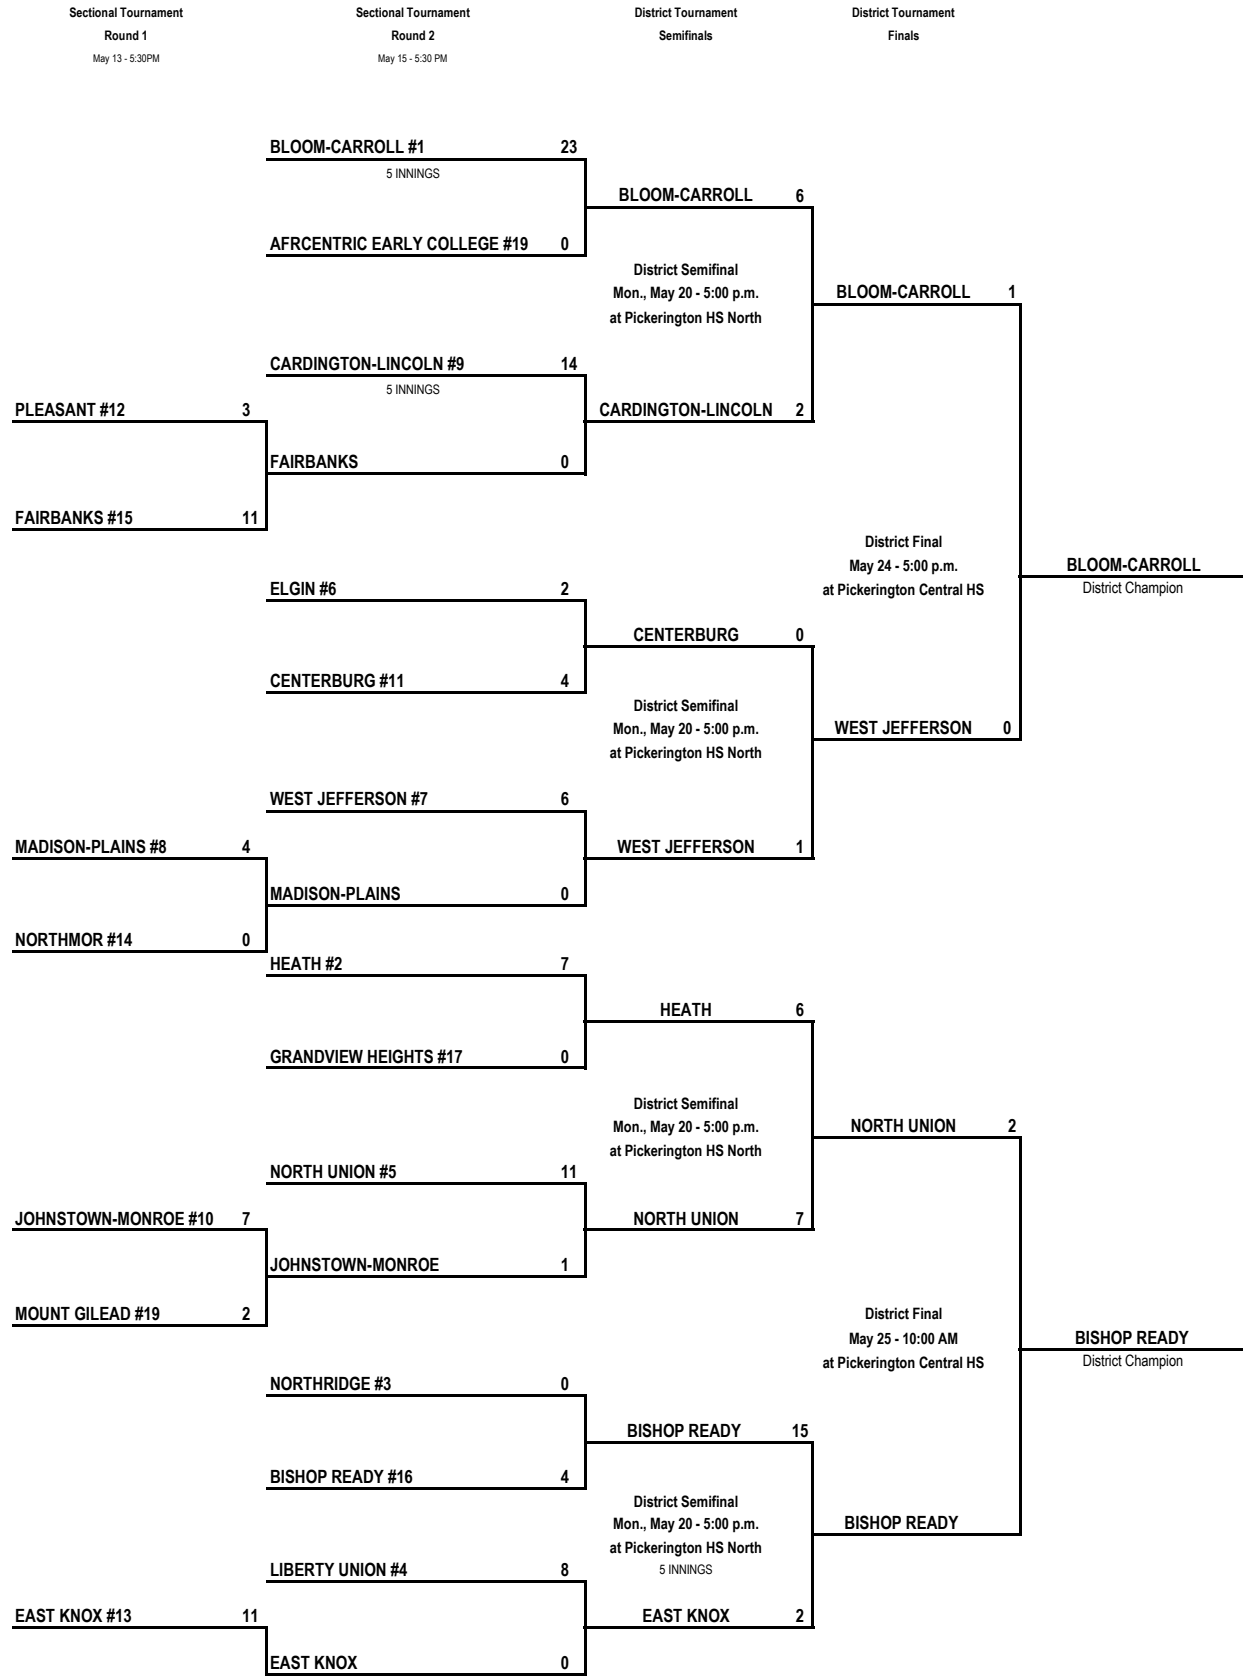 Sectional Tournament
Round 1
May 13 - 5:30PM
Sectional Tournament
Round 2
May 15 - 5:30 PM
District Tournament
Semifinals
District Tournament
Finals
BLOOM-CARROLL #1 23
5 INNINGS
BLOOM-CARROLL 6
AFRCENTRIC EARLY COLLEGE #19 0
District Semifinal
Mon., May 20 - 5:00 p.m.
at Pickerington HS North
BLOOM-CARROLL 1
CARDINGTON-LINCOLN #9 14
5 INNINGS
PLEASANT #12 3
CARDINGTON-LINCOLN 2
FAIRBANKS 0
FAIRBANKS #15 11
District Final
May 24 - 5:00 p.m.
at Pickerington Central HS
BLOOM-CARROLL
District Champion
ELGIN #6 2
CENTERBURG 0
CENTERBURG #11 4
District Semifinal
Mon., May 20 - 5:00 p.m.
at Pickerington HS North
WEST JEFFERSON 0
WEST JEFFERSON #7 6
MADISON-PLAINS #8 4
WEST JEFFERSON 1
MADISON-PLAINS 0
NORTHMOR #14 0
HEATH #2 7
HEATH 6
GRANDVIEW HEIGHTS #17 0
District Semifinal
Mon., May 20 - 5:00 p.m.
at Pickerington HS North
NORTH UNION 2
NORTH UNION #5 11
JOHNSTOWN-MONROE #10 7
NORTH UNION 7
JOHNSTOWN-MONROE 1
MOUNT GILEAD #19 2
District Final
May 25 - 10:00 AM
at Pickerington Central HS
BISHOP READY
District Champion
NORTHRIDGE #3 0
BISHOP READY 15
BISHOP READY #16 4
District Semifinal
Mon., May 20 - 5:00 p.m.
at Pickerington HS North
5 INNINGS
BISHOP READY
LIBERTY UNION #4 8
EAST KNOX #13 11
EAST KNOX 2
EAST KNOX 0